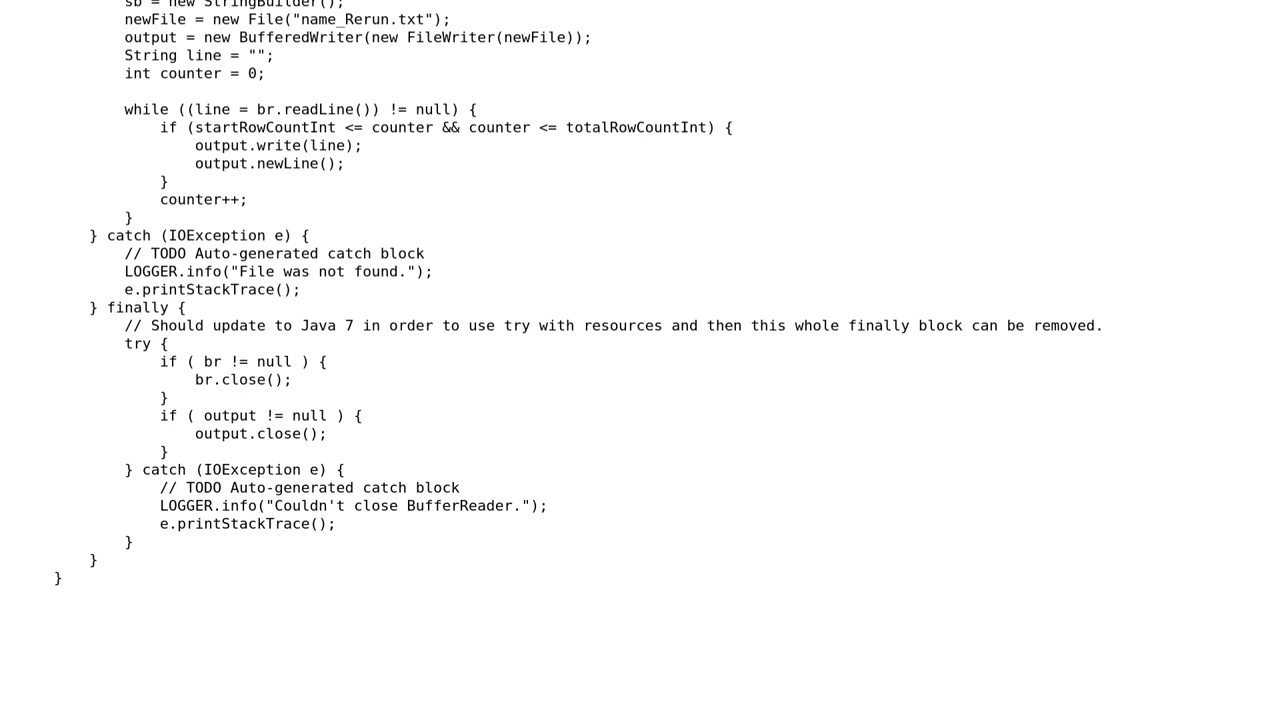 sb = new StringBuilder();
newFile = new File("name_Rerun.txt");
output = new BufferedWriter(new FileWriter(newFile));
String line = "";
int counter = 0;
while ((line = br.readLine()) != null) {
if (startRowCountInt <= counter && counter <= totalRowCountInt) {
output.write(line);
output.newLine();
}
counter++;
}
} catch (IOException e) {
// TODO Auto-generated catch block
LOGGER.info("File was not found.");
e.printStackTrace();
} finally {
// Should update to Java 7 in order to use try with resources and then this whole finally block can be removed.
try {
if ( br != null ) {
br.close();
}
if ( output != null ) {
output.close();
}
} catch (IOException e) {
// TODO Auto-generated catch block
LOGGER.info("Couldn't close BufferReader.");
e.printStackTrace();
}
}
}